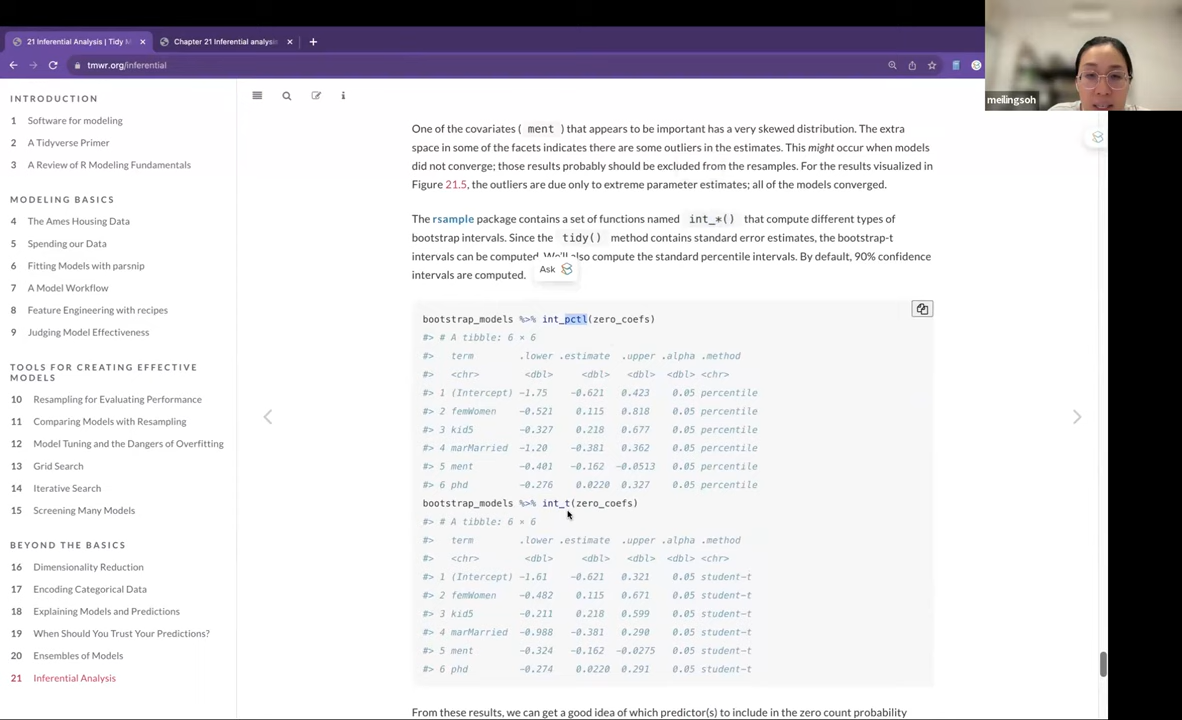 21 Inferential Analysis | Tidy M
Chapter 21 Inferential analysis
tmwr.org/inferential
meilingsoh
INTRODUCTION
1 Software for modeling
2 A Tidyverse Primer
3 A Review of R Modeling Fundamentals
MODELING BASICS
4 The Ames Housing Data
5 Spending our Data
6 Fitting Models with parsnip
7 A Model Workflow
8 Feature Engineering with recipes
9 Judging Model Effectiveness
TOOLS FOR CREATING EFFECTIVE
MODELS
10 Resampling for Evaluating Performance
11 Comparing Models with Resampling
12 Model Tuning and the Dangers of Overfitting
13 Grid Search
14 Iterative Search
15 Screening Many Models
BEYOND THE BASICS
16 Dimensionality Reduction
17 Encoding Categorical Data
18 Explaining Models and Predictions
19 When Should You Trust Your Predictions?
20 Ensembles of Models
21 Inferential Analysis
One of the covariates ( ment ) that appears to be important has a very skewed distribution. The extra
space in some of the facets indicates there are some outliers in the estimates. This might occur when models
did not converge; those results probably should be excluded from the resamples. For the results visualized in
Figure 21.5, the outliers are due only to extreme parameter estimates; all of the models converged.
The rsample package contains a set of functions named int_*() that compute different types of
bootstrap intervals. Since the tidy() method contains standard error estimates, the bootstrap-t
intervals can be computed. We'll also compute the standard percentile intervals. By default, 90% confidence
intervals are computed.
Ask
bootstrap_models %>% int_pctl(zero_coefs)
#> # A tibble: 6 × 6
#> term .lower .estimate .upper .alpha .method
#> <chr> <dbl> <dbl> <dbl> <dbl> <chr>
#> 1 (Intercept) -1.75 -0.621 0.423 0.05 percentile
#> 2 femWomen -0.521 0.115 0.818 0.05 percentile
#> 3 kid5 -0.327 0.218 0.677 0.05 percentile
#> 4 marMarried -1.20 -0.381 0.362 0.05 percentile
#> 5 ment -0.401 -0.162 -0.0513 0.05 percentile
#> 6 phd -0.276 0.0220 0.327 0.05 percentile
bootstrap_models %>% int_t(zero_coefs)
#> # A tibble: 6 × 6
#> term .lower .estimate .upper .alpha .method
#> <chr> <dbl> <dbl> <dbl> <dbl> <chr>
#> 1 (Intercept) -1.61 -0.621 0.321 0.05 student-t
#> 2 femWomen -0.482 0.115 0.671 0.05 student-t
#> 3 kid5 -0.211 0.218 0.599 0.05 student-t
#> 4 marMarried -0.988 -0.381 0.290 0.05 student-t
#> 5 ment -0.324 -0.162 -0.0275 0.05 student-t
#> 6 phd -0.274 0.0220 0.291 0.05 student-t
From these results, we can get a good idea of which predictor(s) to include in the zero count probability